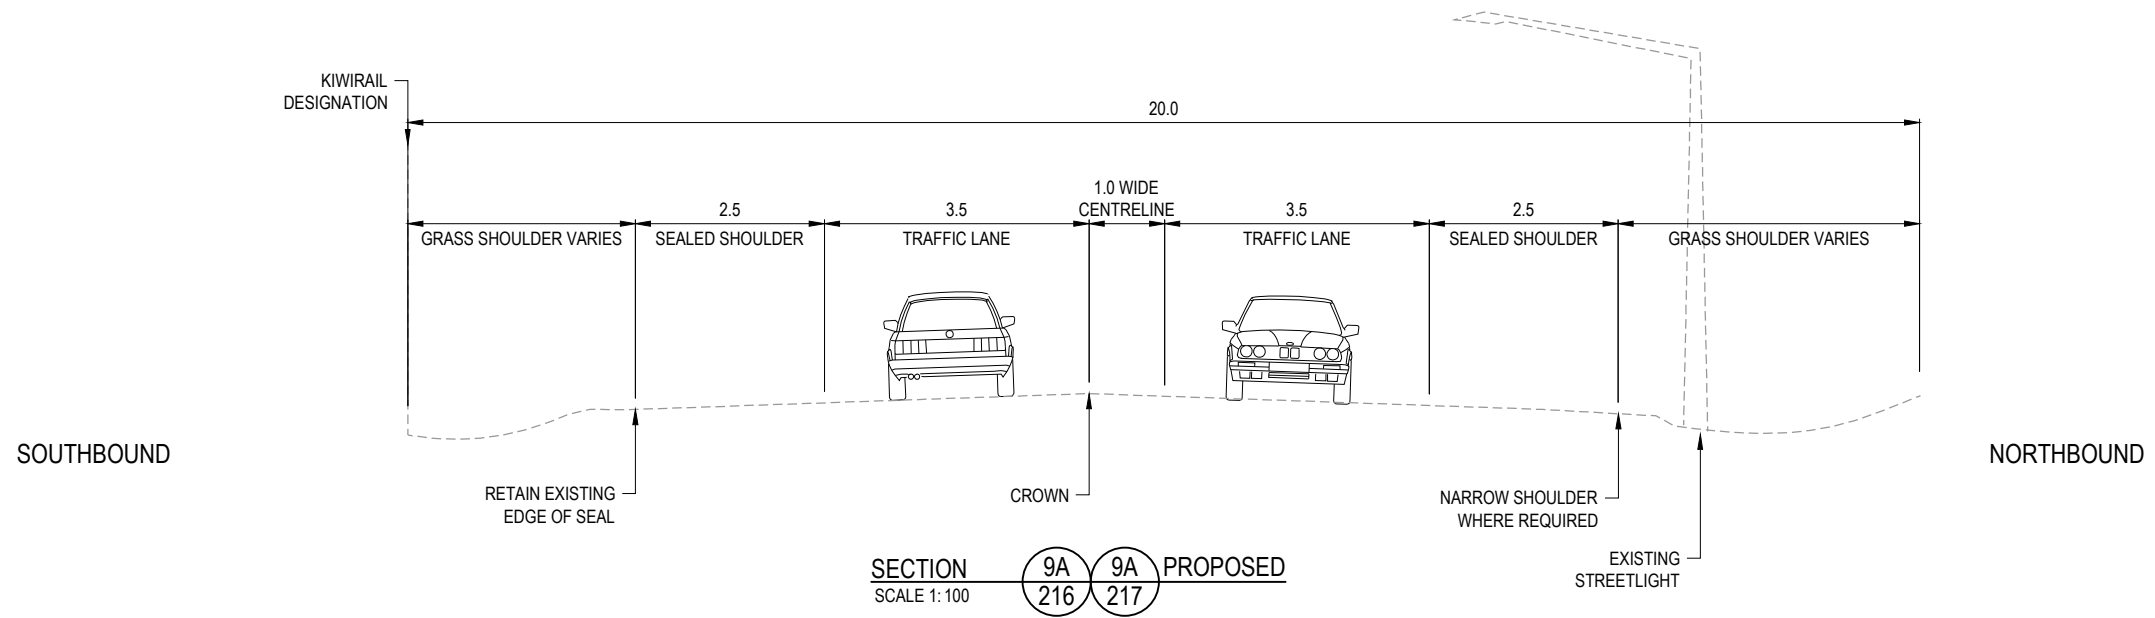 KIWIRAIL
DESIGNATION
20.0
1.0 WIDE
CENTRELINE
2.5
3.5
3.5
2.5
GRASS SHOULDER VARIES
SEALED SHOULDER
TRAFFIC LANE
TRAFFIC LANE
SEALED SHOULDER
GRASS SHOULDER VARIES
SOUTHBOUND
NORTHBOUND
RETAIN EXISTING
EDGE OF SEAL
CROWN
NARROW SHOULDER
WHERE REQUIRED
EXISTING
STREETLIGHT
SECTION 9A 9A PROPOSED
SCALE 1: 100 216 217